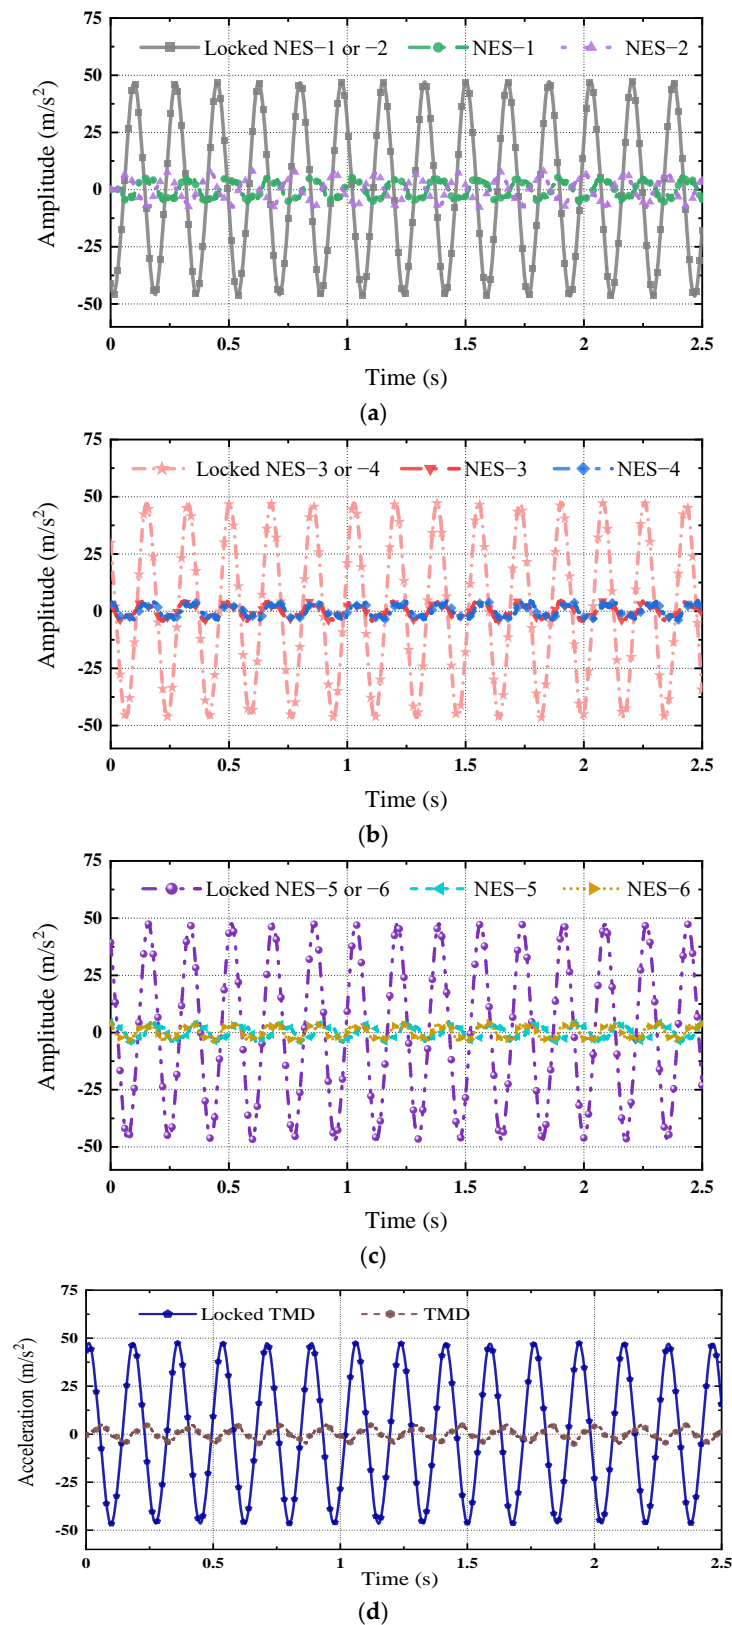 75
Locked NES−1 or −2 NES−1 NES−2
50
25
0
-25
-50
Amplitude (m/s²)
0 0.5 1 1.5 2 2.5
Time (s)
(a)
75
Locked NES−3 or −4 NES−3 NES−4
50
25
0
-25
-50
Amplitude (m/s²)
0 0.5 1 1.5 2 2.5
Time (s)
(b)
75
Locked NES−5 or −6 NES−5 NES−6
50
25
0
-25
-50
Amplitude (m/s²)
0 0.5 1 1.5 2 2.5
Time (s)
(c)
75
Locked TMD TMD
50
25
0
-25
-50
Acceleration (m/s²)
0 0.5 1 1.5 2 2.5
Time (s)
(d)